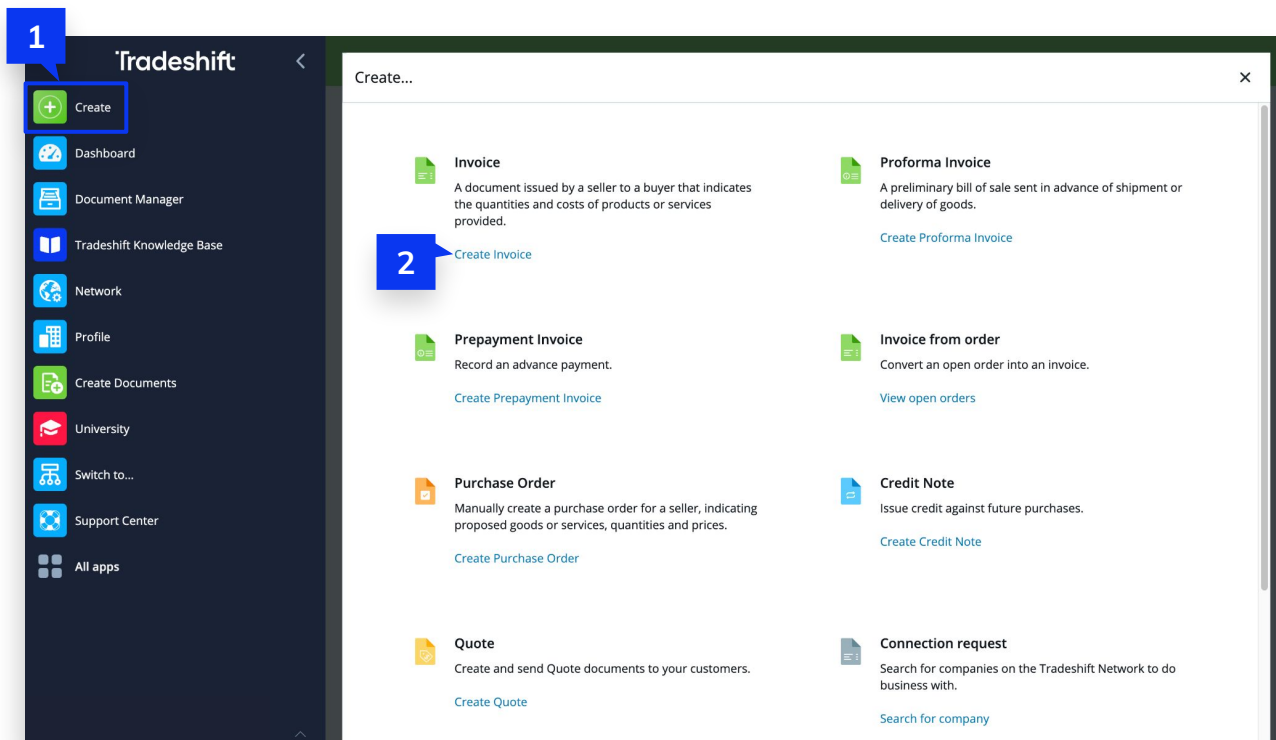 1
Tradeshift
Create
Dashboard
Document Manager
Tradeshift Knowledge Base
Network
Profile
Create Documents
University
Switch to...
Support Center
All apps
Create...
Invoice
A document issued by a seller to a buyer that indicates
the quantities and costs of products or services
provided.
2
Create Invoice
Proforma Invoice
A preliminary bill of sale sent in advance of shipment or
delivery of goods.
Create Proforma Invoice
Prepayment Invoice
Record an advance payment.
Create Prepayment Invoice
Invoice from order
Convert an open order into an invoice.
View open orders
Purchase Order
Manually create a purchase order for a seller, indicating
proposed goods or services, quantities and prices.
Create Purchase Order
Credit Note
Issue credit against future purchases.
Create Credit Note
Quote
Create and send Quote documents to your customers.
Create Quote
Connection request
Search for companies on the Tradeshift Network to do
business with.
Search for company